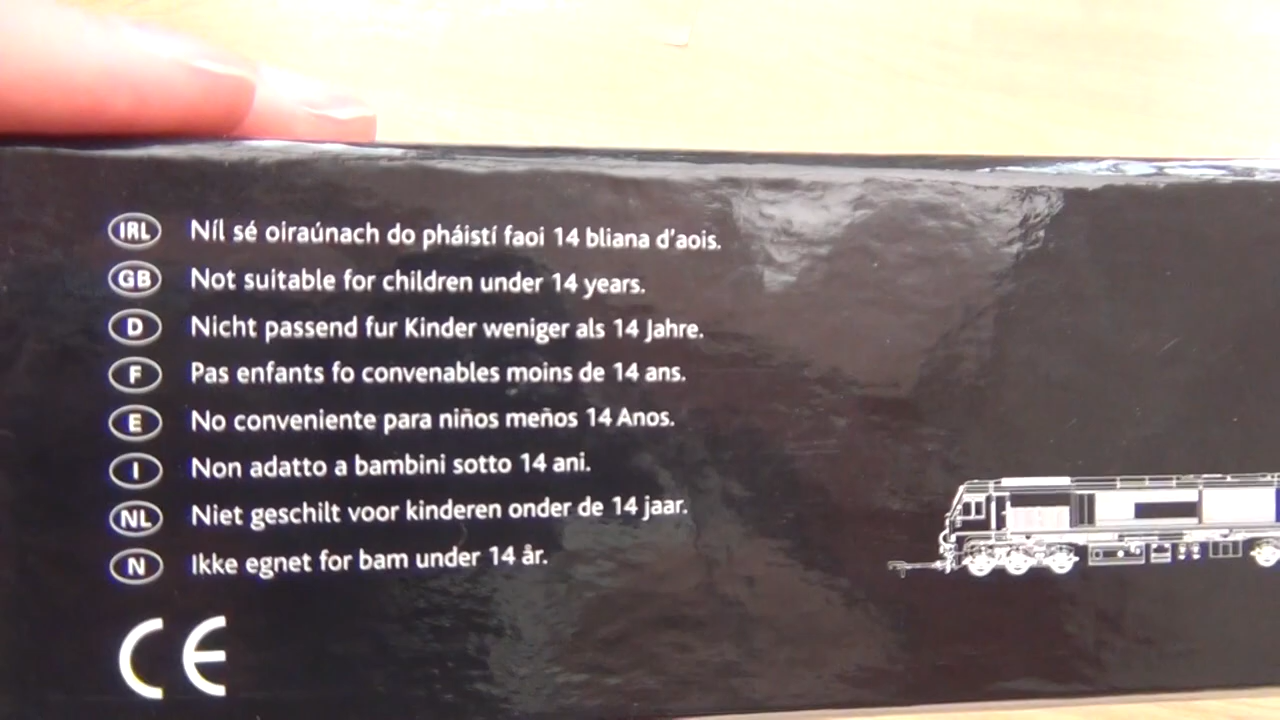 IRL Níl sé oiraúnach do pháistí faoi 14 bliana d'aois.
GB Not suitable for children under 14 years.
D Nicht passend fur Kinder weniger als 14 Jahre.
F Pas enfants fo convenables moins de 14 ans.
E No conveniente para niños meños 14 Anos.
I Non adatto a bambini sotto 14 ani.
NL Niet geschilt voor kinderen onder de 14 jaar.
N Ikke egnet for bam under 14 år.
CE